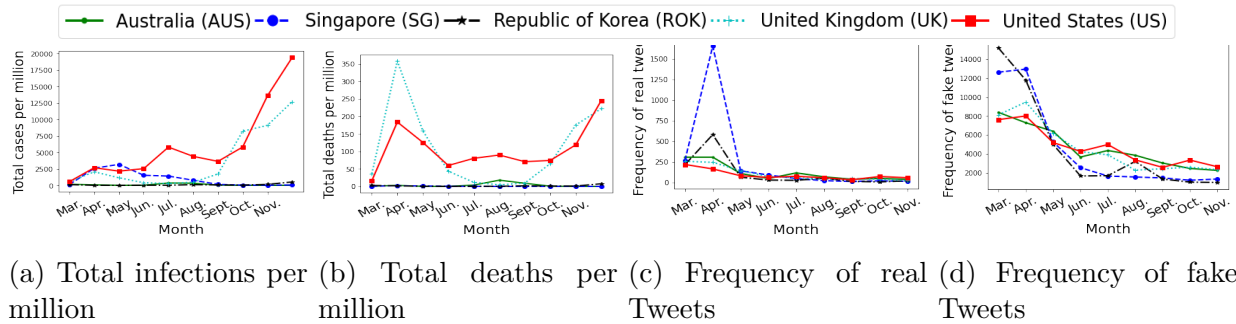 Australia (AUS) Singapore (SG) Republic of Korea (ROK) United Kingdom (UK) United States (US)
Total cases per million
20000
17500
15000
12500
10000
7500
5000
2500
0
Mar. Apr. May Jun. Jul. Aug. Sept. Oct. Nov.
Month
Total deaths per million
350
300
250
200
150
100
50
0
Mar. Apr. May Jun. Jul. Aug. Sept. Oct. Nov.
Month
Frequency of real twee
1500
1250
1000
750
500
250
0
Mar. Apr. May Jun. Jul. Aug. Sept. Oct. Nov.
Month
Frequency of fake twee
14000
12000
10000
8000
6000
4000
2000
Mar. Apr. May Jun. Jul. Aug. Sept. Oct. Nov.
Month
(a) Total infections per million
(b) Total deaths per million
(c) Frequency of real Tweets
(d) Frequency of fake Tweets